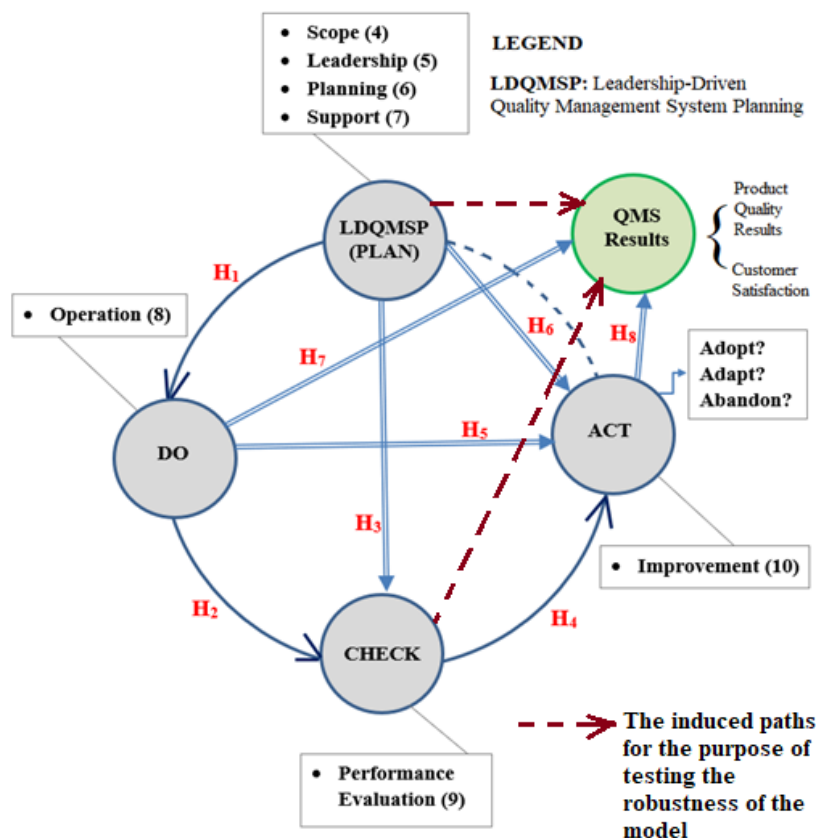 • Scope (4)
• Leadership (5)
• Planning (6)
• Support (7)
LEGEND
LDQMSP: Leadership-Driven
Quality Management System Planning
LDQMSP
(PLAN)
QMS
Results
Product
Quality
Results
Customer
Satisfaction
H₁
• Operation (8)
H₆
H₈
H₇
Adopt?
Adapt?
Abandon?
DO
H₅
ACT
H₃
• Improvement (10)
H₂
H₄
CHECK
• Performance
Evaluation (9)
The induced paths
for the purpose of
testing the
robustness of the
model